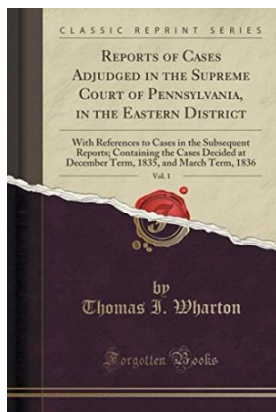 CLASSIC REPRINT SERIES
REPORTS OF CASES
ADJUDGED IN THE SUPREME
COURT OF PENNSYLVANIA,
IN THE EASTERN DISTRICT
With References to Cases in the Subsequent
Reports; Containing the Cases Decided at
December Term, 1835, and March Term, 1836
Vol. 1
by
Thomas I. Wharton
Forgotten Books